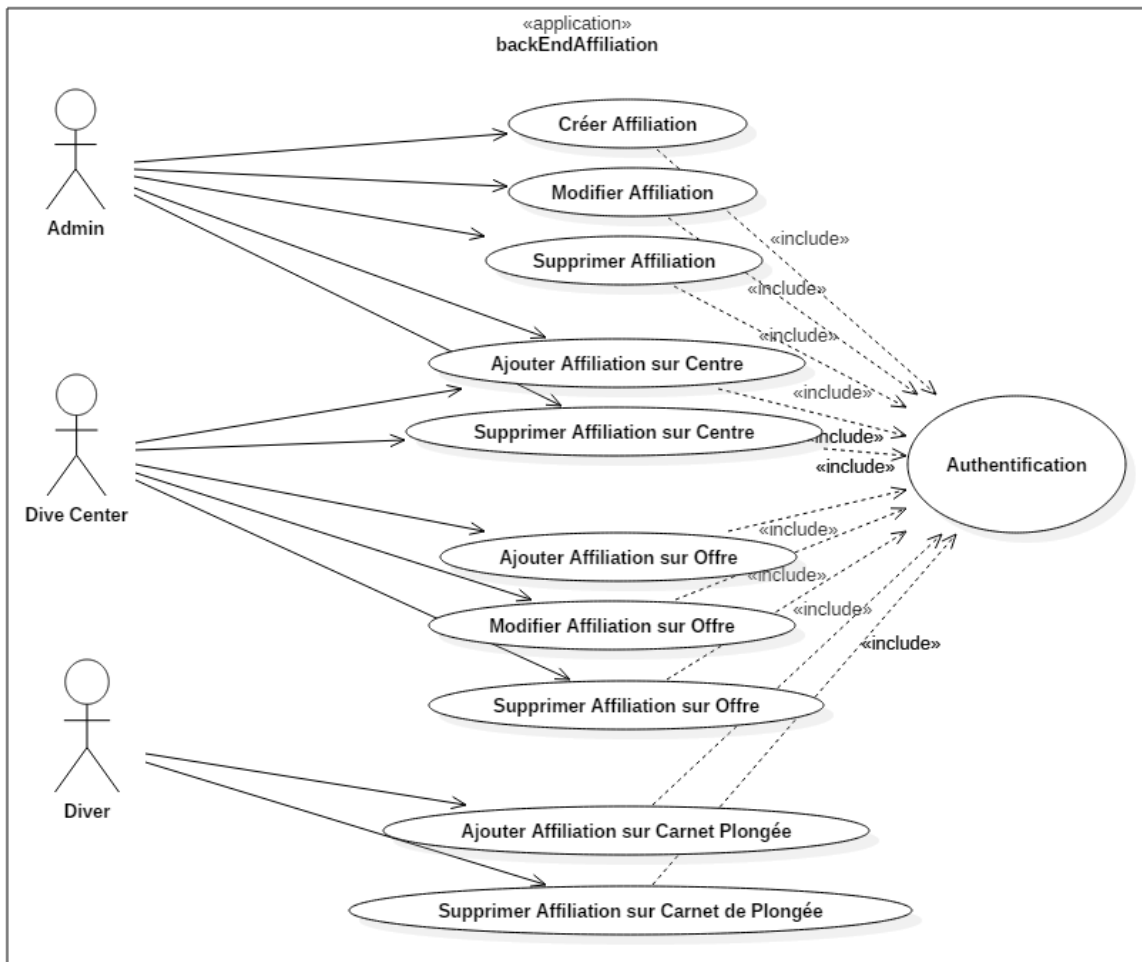 «application»
backEndAffiliation
Créer Affiliation
Admin
Modifier Affiliation
«include»
Supprimer Affiliation
«include»
«include»
Ajouter Affiliation sur Centre
«include»
Supprimer Affiliation sur Centre
«include»
«include»
Authentification
Dive Center
«include»
Ajouter Affiliation sur Offre
«include»
Modifier Affiliation sur Offre
«include»
«include»
Supprimer Affiliation sur Offre
Diver
Ajouter Affiliation sur Carnet Plongée
Supprimer Affiliation sur Carnet de Plongée